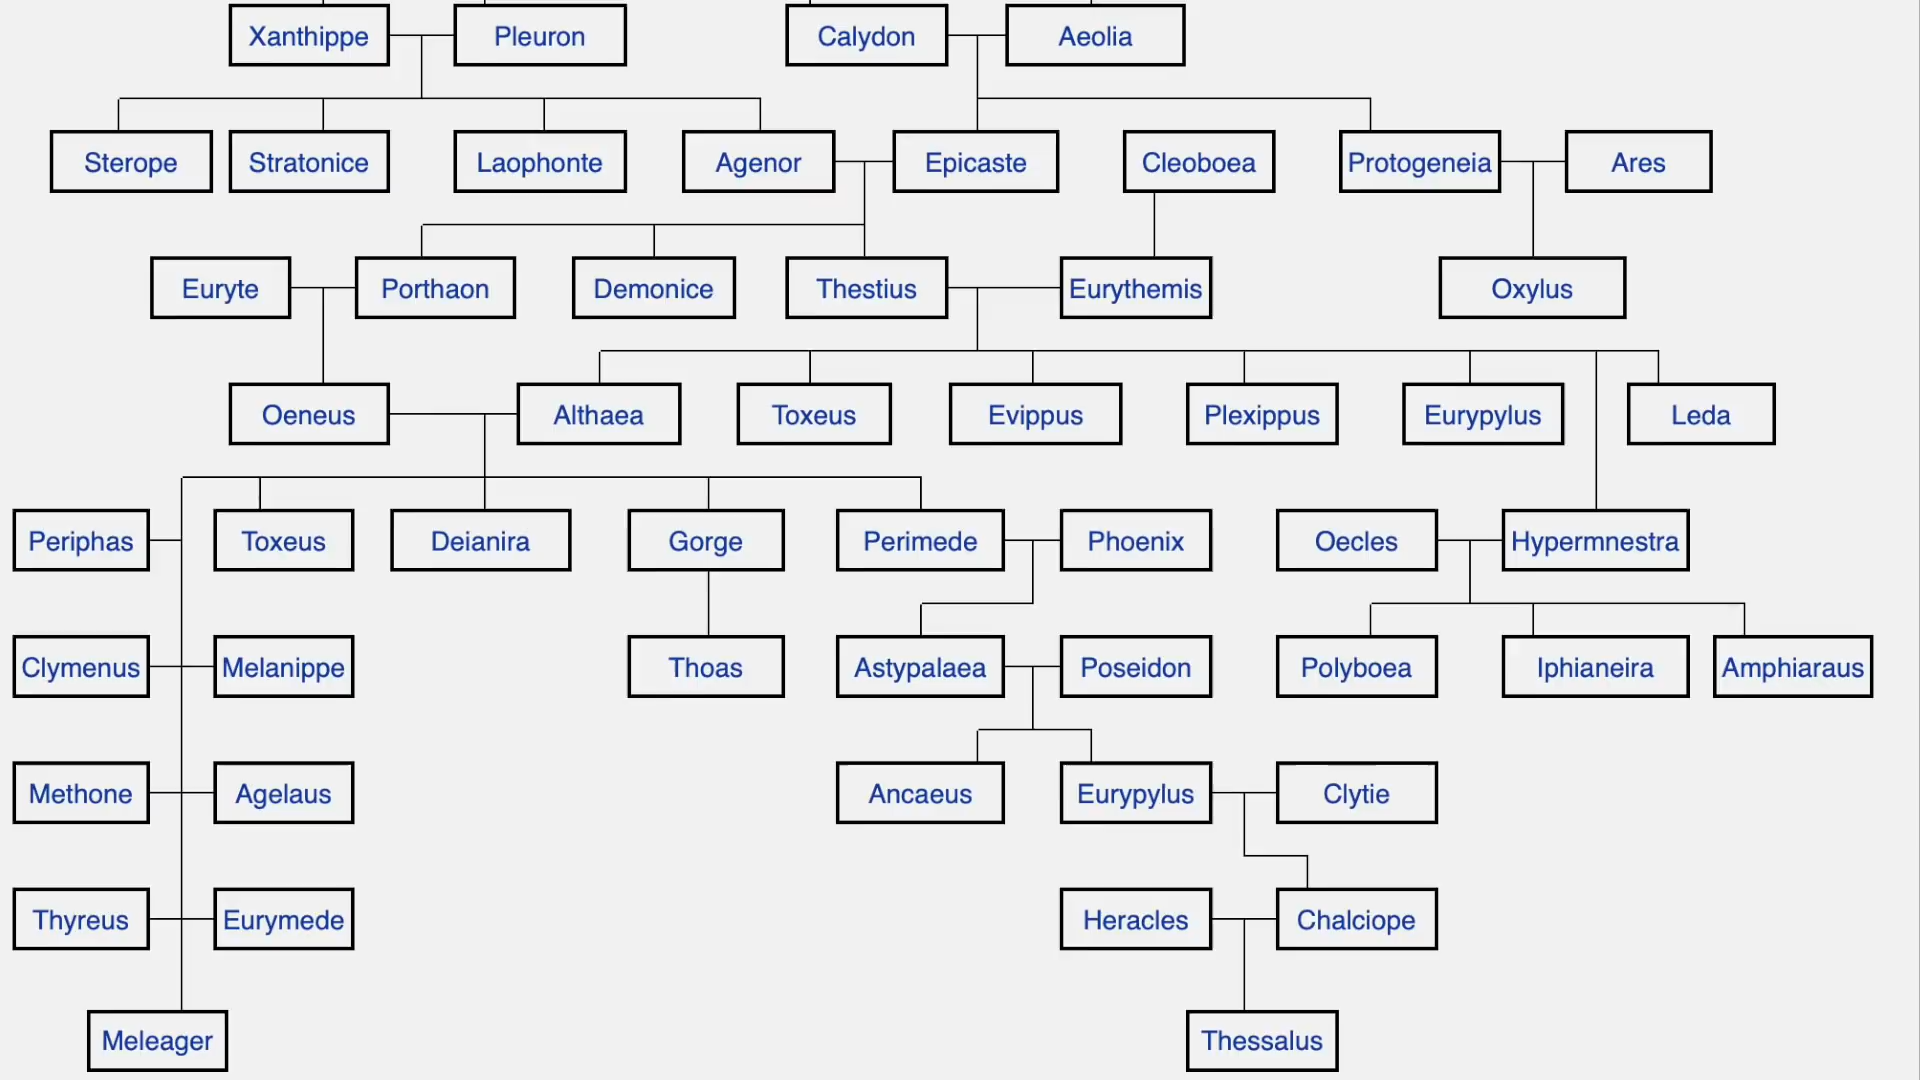 Xanthippe
Pleuron
Calydon
Aeolia
Sterope
Stratonice
Laophonte
Agenor
Epicaste
Cleoboea
Protogeneia
Ares
Euryte
Porthaon
Demonice
Thestius
Eurythemis
Oxylus
Oeneus
Althaea
Toxeus
Evippus
Plexippus
Eurypylus
Leda
Periphas
Toxeus
Deianira
Gorge
Perimede
Phoenix
Oecles
Hypermnestra
Clymenus
Melanippe
Thoas
Astypalaea
Poseidon
Polyboea
Iphianeira
Amphiaraus
Methone
Agelaus
Ancaeus
Eurypylus
Clytie
Thyreus
Eurymede
Heracles
Chalciope
Meleager
Thessalus